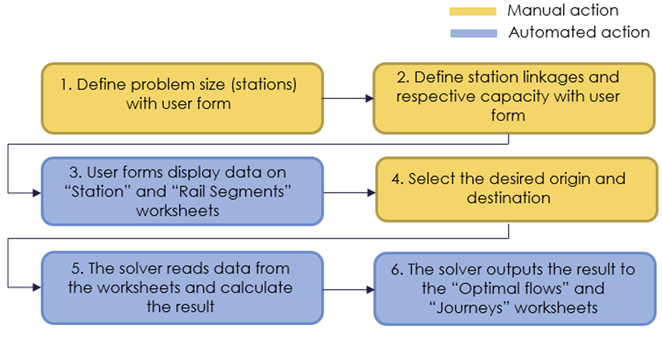 Manual action
Automated action
1. Define problem size (stations)
with user form
2. Define station linkages and
respective capacity with user
form
3. User forms display data on
“Station” and “Rail Segments”
worksheets
4. Select the desired origin and
destination
5. The solver reads data from
the worksheets and calculate
the result
6. The solver outputs the result to
the “Optimal flows” and
“Journeys” worksheets